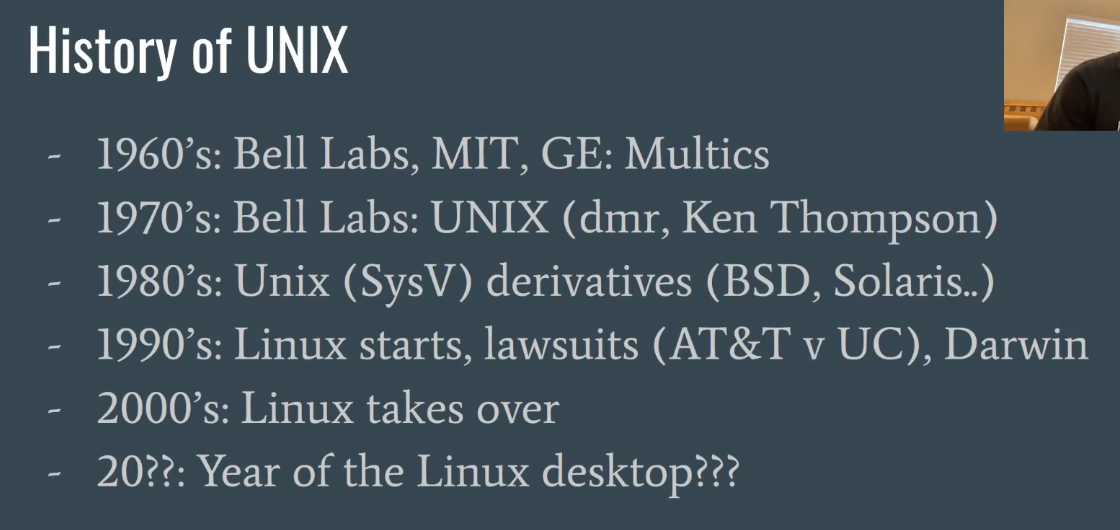 History of UNIX
- 1960’s: Bell Labs, MIT, GE: Multics
- 1970’s: Bell Labs: UNIX (dmr, Ken Thompson)
- 1980’s: Unix (SysV) derivatives (BSD, Solaris..)
- 1990’s: Linux starts, lawsuits (AT&T v UC), Darwin
- 2000’s: Linux takes over
- 20??: Year of the Linux desktop???